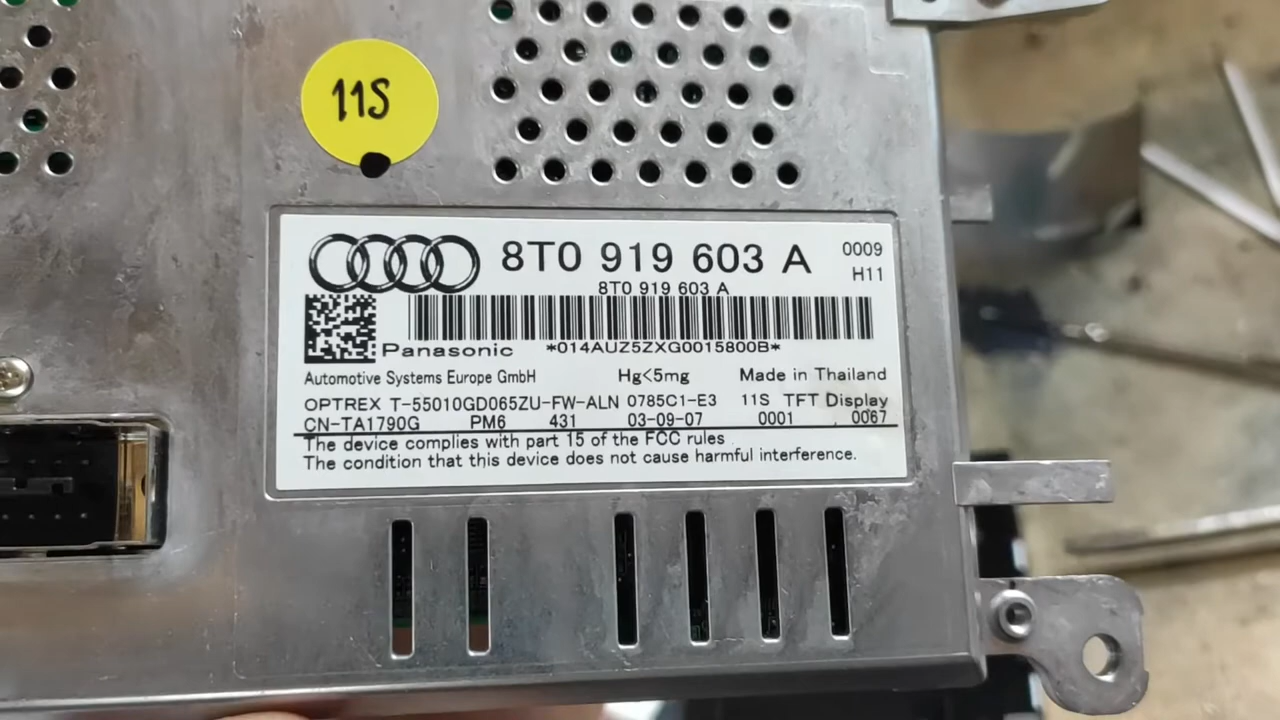 11S
8T0 919 603 A 0009
H11
8T0 919 603 A
Panasonic *014AUZ5ZXG0015800B*
Automotive Systems Europe GmbH Hg<5mg Made in Thailand
OPTREX T-55010GD065ZU-FW-ALN 0785C1-E3 11S TFT Display
CN-TA1790G PM6 431 03-09-07 0001 0067
The device complies with part 15 of the FCC rules
The condition that this device does not cause harmful interference.